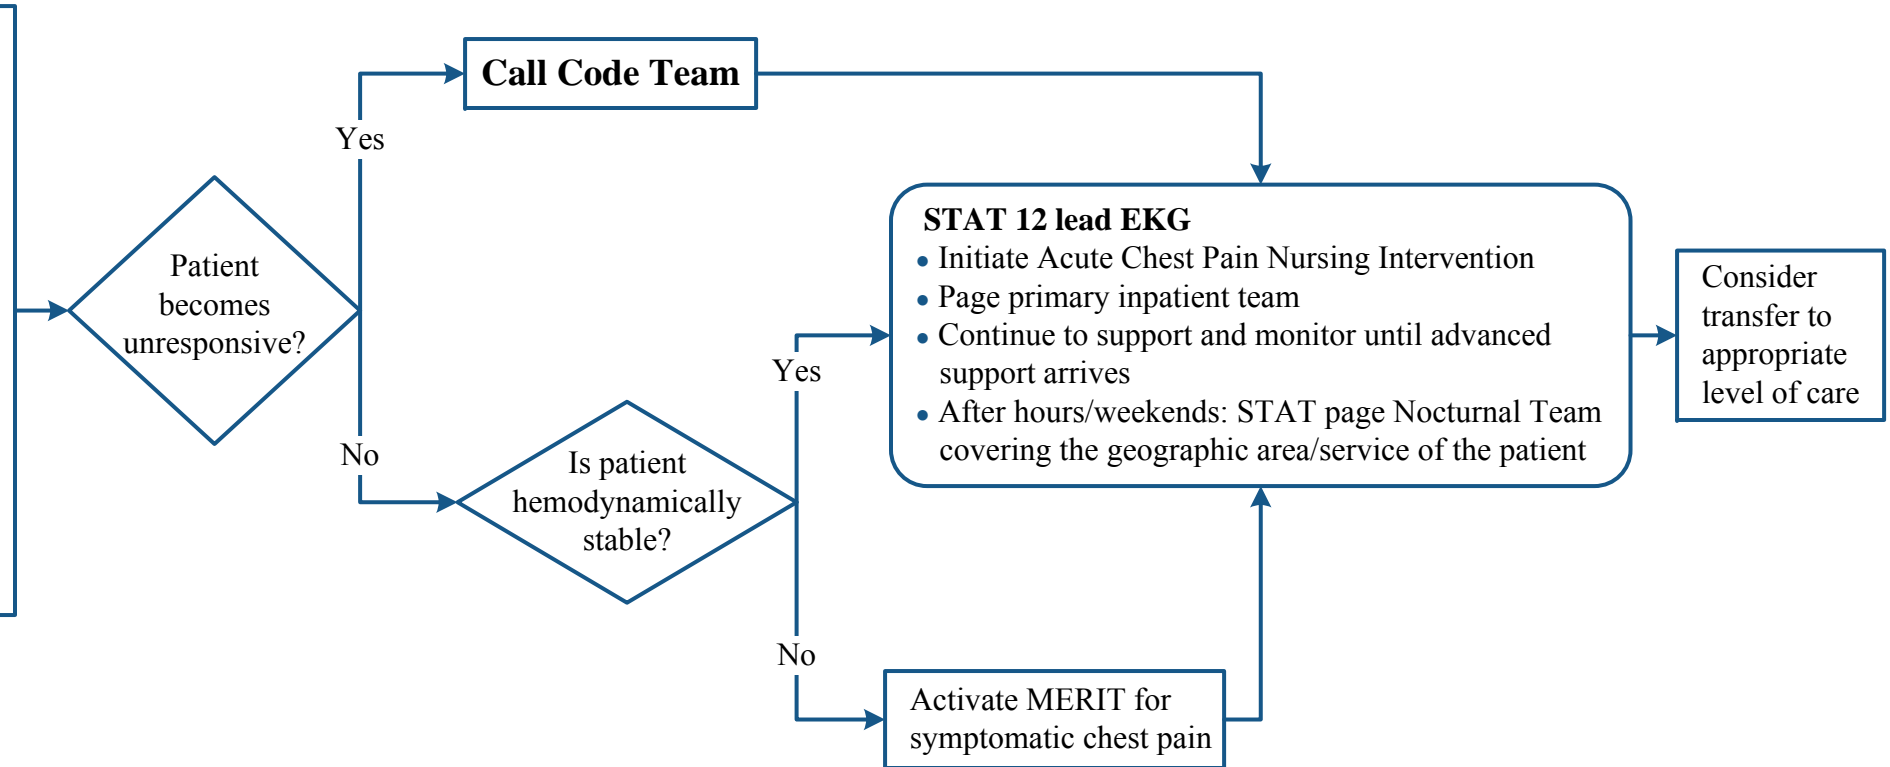 Call Code Team
Yes
Patient
becomes
unresponsive?
No
Is patient
hemodynamically
stable?
Yes
No
STAT 12 lead EKG
• Initiate Acute Chest Pain Nursing Intervention
• Page primary inpatient team
• Continue to support and monitor until advanced
support arrives
• After hours/weekends: STAT page Nocturnal Team
covering the geographic area/service of the patient
Activate MERIT for
symptomatic chest pain
Consider
transfer to
appropriate
level of care